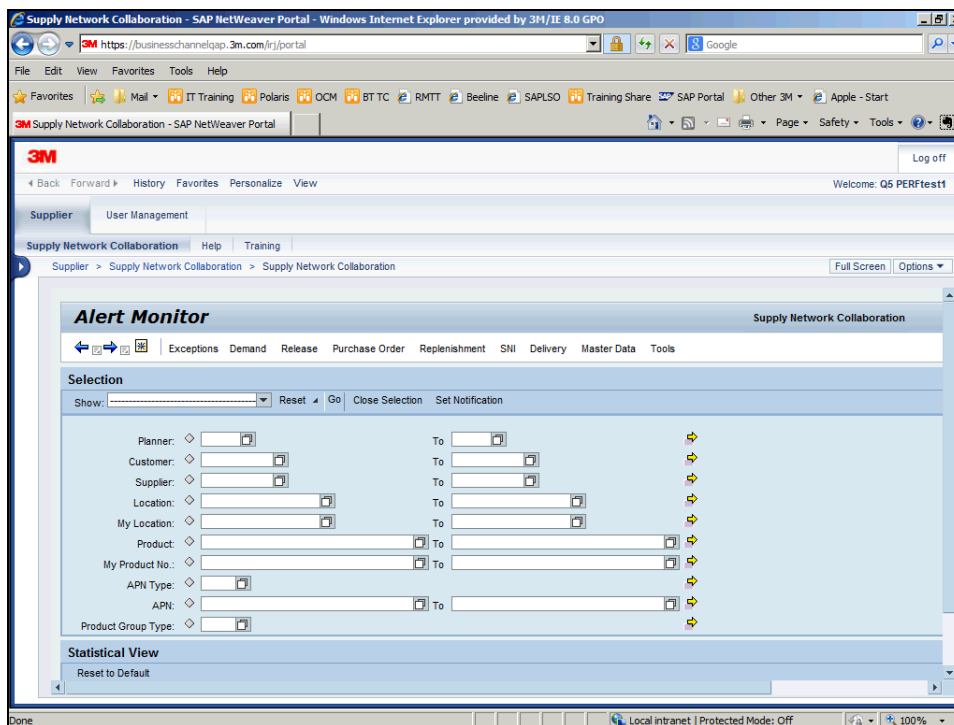 Supply Network Collaboration - SAP NetWeaver Portal - Windows Internet Explorer provided by 3M/IE 8.0 GPO
3M https://businesschannelqap.3m.com/irj/portal
Google
File Edit View Favorites Tools Help
Favorites Mail IT Training Polaris OCM BT TC RMTT Beeline SAPLSO Training Share SAP Portal Other 3M Apple - Start
3M Supply Network Collaboration - SAP NetWeaver Portal
Page Safety Tools
3M
Log off
Back Forward History Favorites Personalize View
Welcome: Q5 PERFtest1
Supplier User Management
Supply Network Collaboration Help Training
Supplier > Supply Network Collaboration > Supply Network Collaboration
Full Screen Options
Alert Monitor
Supply Network Collaboration
Exceptions Demand Release Purchase Order Replenishment SNI Delivery Master Data Tools
Selection
Show: Reset Go Close Selection Set Notification
Planner: To
Customer: To
Supplier: To
Location: To
My Location: To
Product: To
My Product No.: To
APN Type:
APN: To
Product Group Type:
Statistical View
Reset to Default
Done
Local intranet | Protected Mode: Off
100%